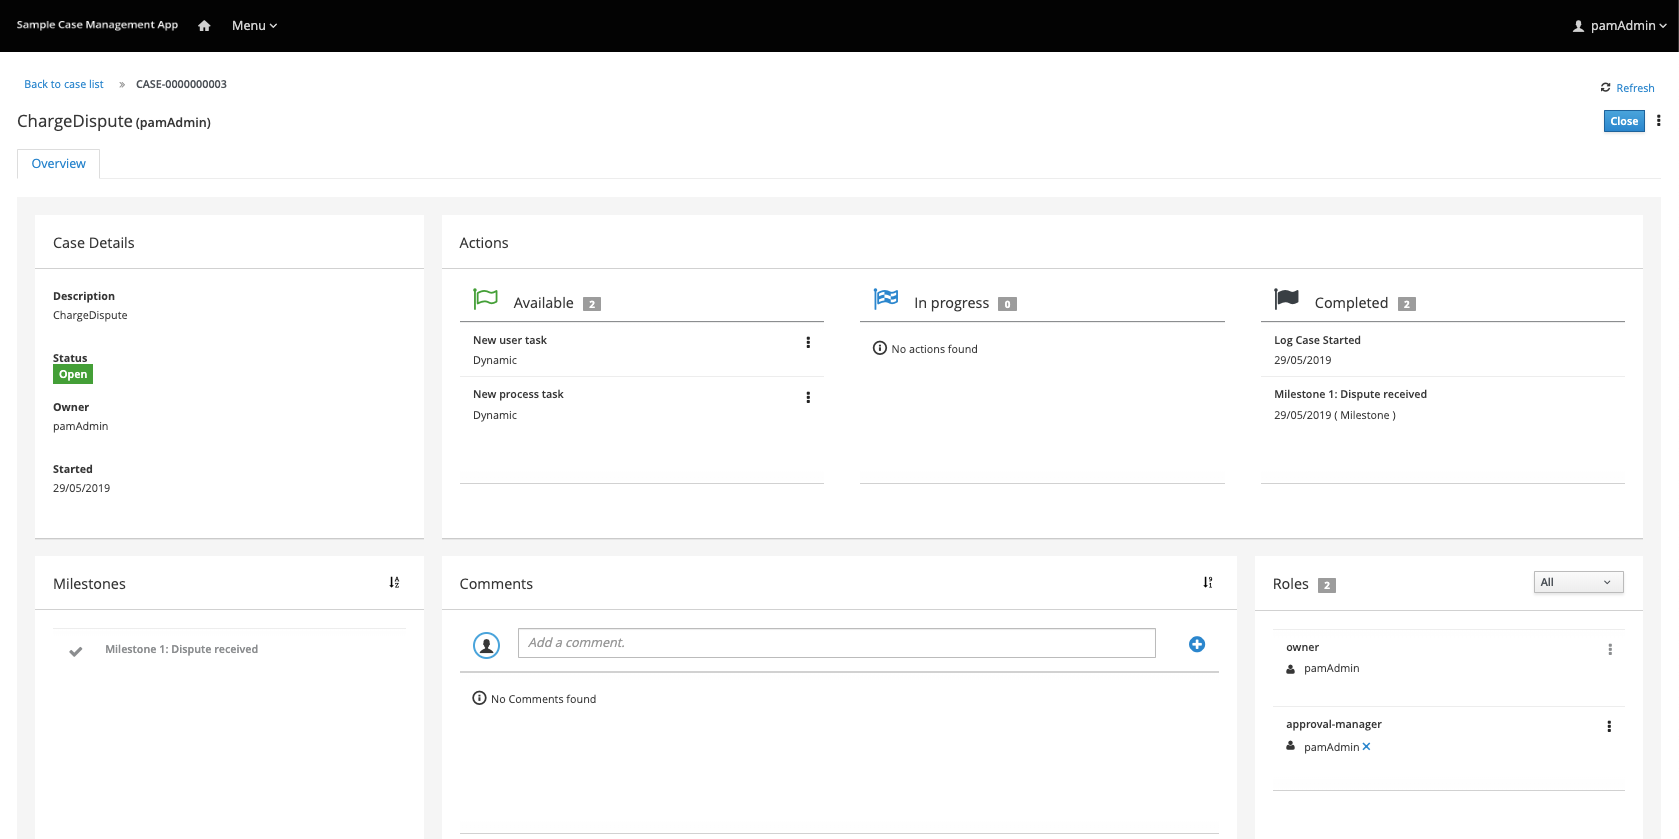 Sample Case Management App
Menu
pamAdmin
Back to case list » CASE-0000000003
Refresh
ChargeDispute (pamAdmin)
Close
Overview
Case Details
Description
ChargeDispute
Status
Open
Owner
pamAdmin
Started
29/05/2019
Actions
Available 2
New user task
Dynamic
New process task
Dynamic
In progress 0
No actions found
Completed 2
Log Case Started
29/05/2019
Milestone 1: Dispute received
29/05/2019 ( Milestone )
Milestones
Milestone 1: Dispute received
Comments
Add a comment.
No Comments found
Roles 2
All
owner
pamAdmin
approval-manager
pamAdmin